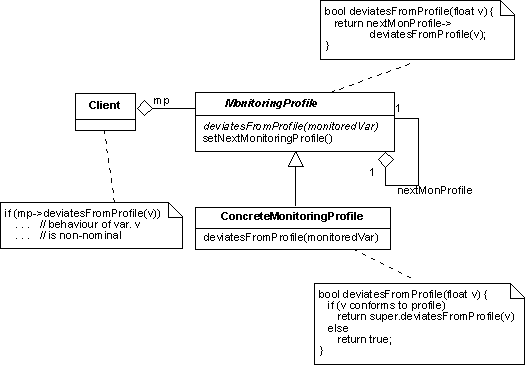 bool deviatesFromProfile(float v) {
return nextMonProfile->
deviatesFromProfile(v);
}
Client
mp
MonitoringProfile
1
deviatesFromProfile(monitoredVar)
setNextMonitoringProfile()
1
nextMonProfile
if (mp->deviatesFromProfile(v))
. . . // behaviour of var. v
. . . // is non-nominal
ConcreteMonitoringProfile
deviatesFromProfile(monitoredVar)
bool deviatesFromProfile(float v) {
if (v conforms to profile)
return super.deviatesFromProfile(v)
else
return true;
}